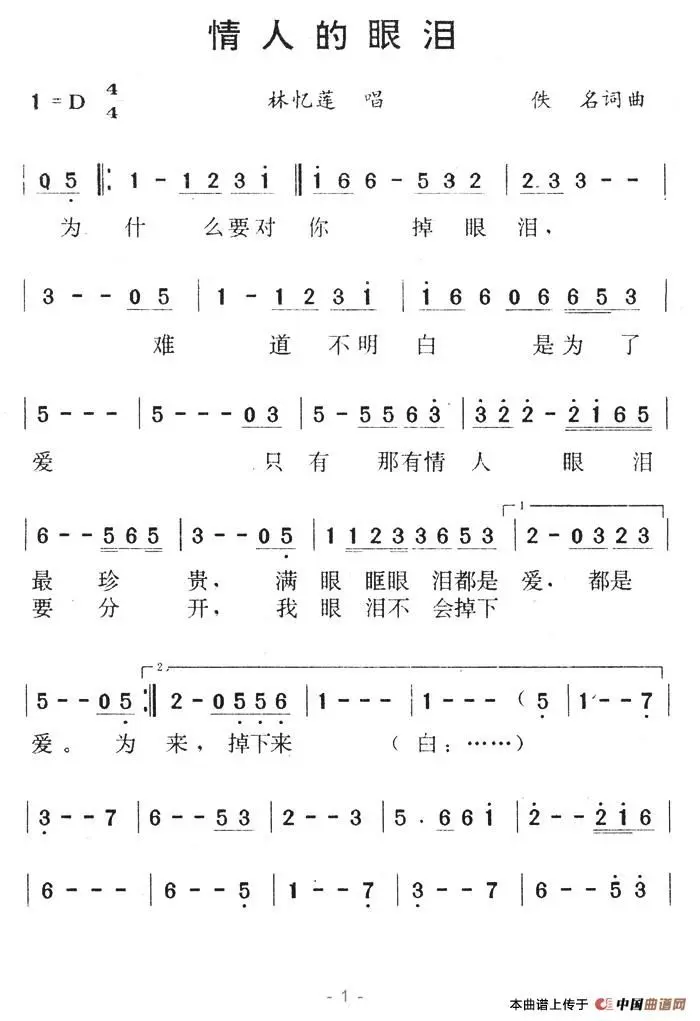 情人的眼泪
1=D 4/4 林忆莲 唱 佚 名词曲
0 5 ‖: 1 - 1 2 3 i ‖ i 6 6 - 5 3 2 | 2. 3 3 - - |
为 什 么要对 你 掉 眼 泪，
3 - - 0 5 | 1 - 1 2 3 i | i 6 6 0 6 6 5 3 |
难 道 不明 白 是为 了
5 - - - | 5 - - - 0 3 | 5 - 5 5 6 3 | 3 2 2 - 2 i 6 5 |
爱 只 有 那有情 人 眼 泪
1
6 - - 5 6 5 | 3 - - 0 5 | 1 1 2 3 3 6 5 3 | 2 - 0 3 2 3 |
最 珍 贵， 满 眼 眶眼 泪都是 爱，都是
要 分 开，我 眼 泪不 会掉下
2
5 - - - 0 5 :‖ 2 - 0 5 5 6 | 1 - - - | 1 - - - ( 5 | 1 - - 7 |
爱。 为 来，掉下来 （白：……）
| 3 - - 7 | 6 - - 5 3 | 2 - - 3 | 5 . 6 6 i | 2 - - 2 i 6 |
| 6 - - - | 6 - - 5 | 1 - - 7 | 3 - - 7 | 6 - - 5 3 |
- 1 -
本曲谱上传于 中国曲谱网